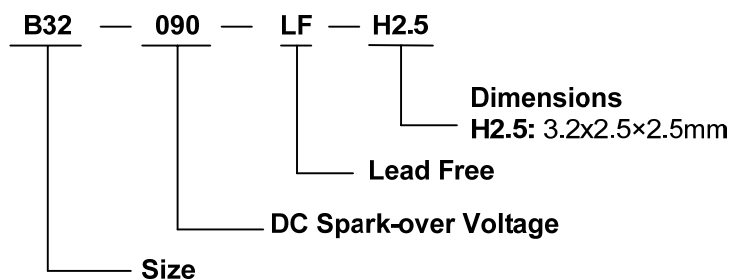 B32 — 090 — LF — H2.5
Dimensions
H2.5: 3.2x2.5×2.5mm
Lead Free
DC Spark-over Voltage
Size